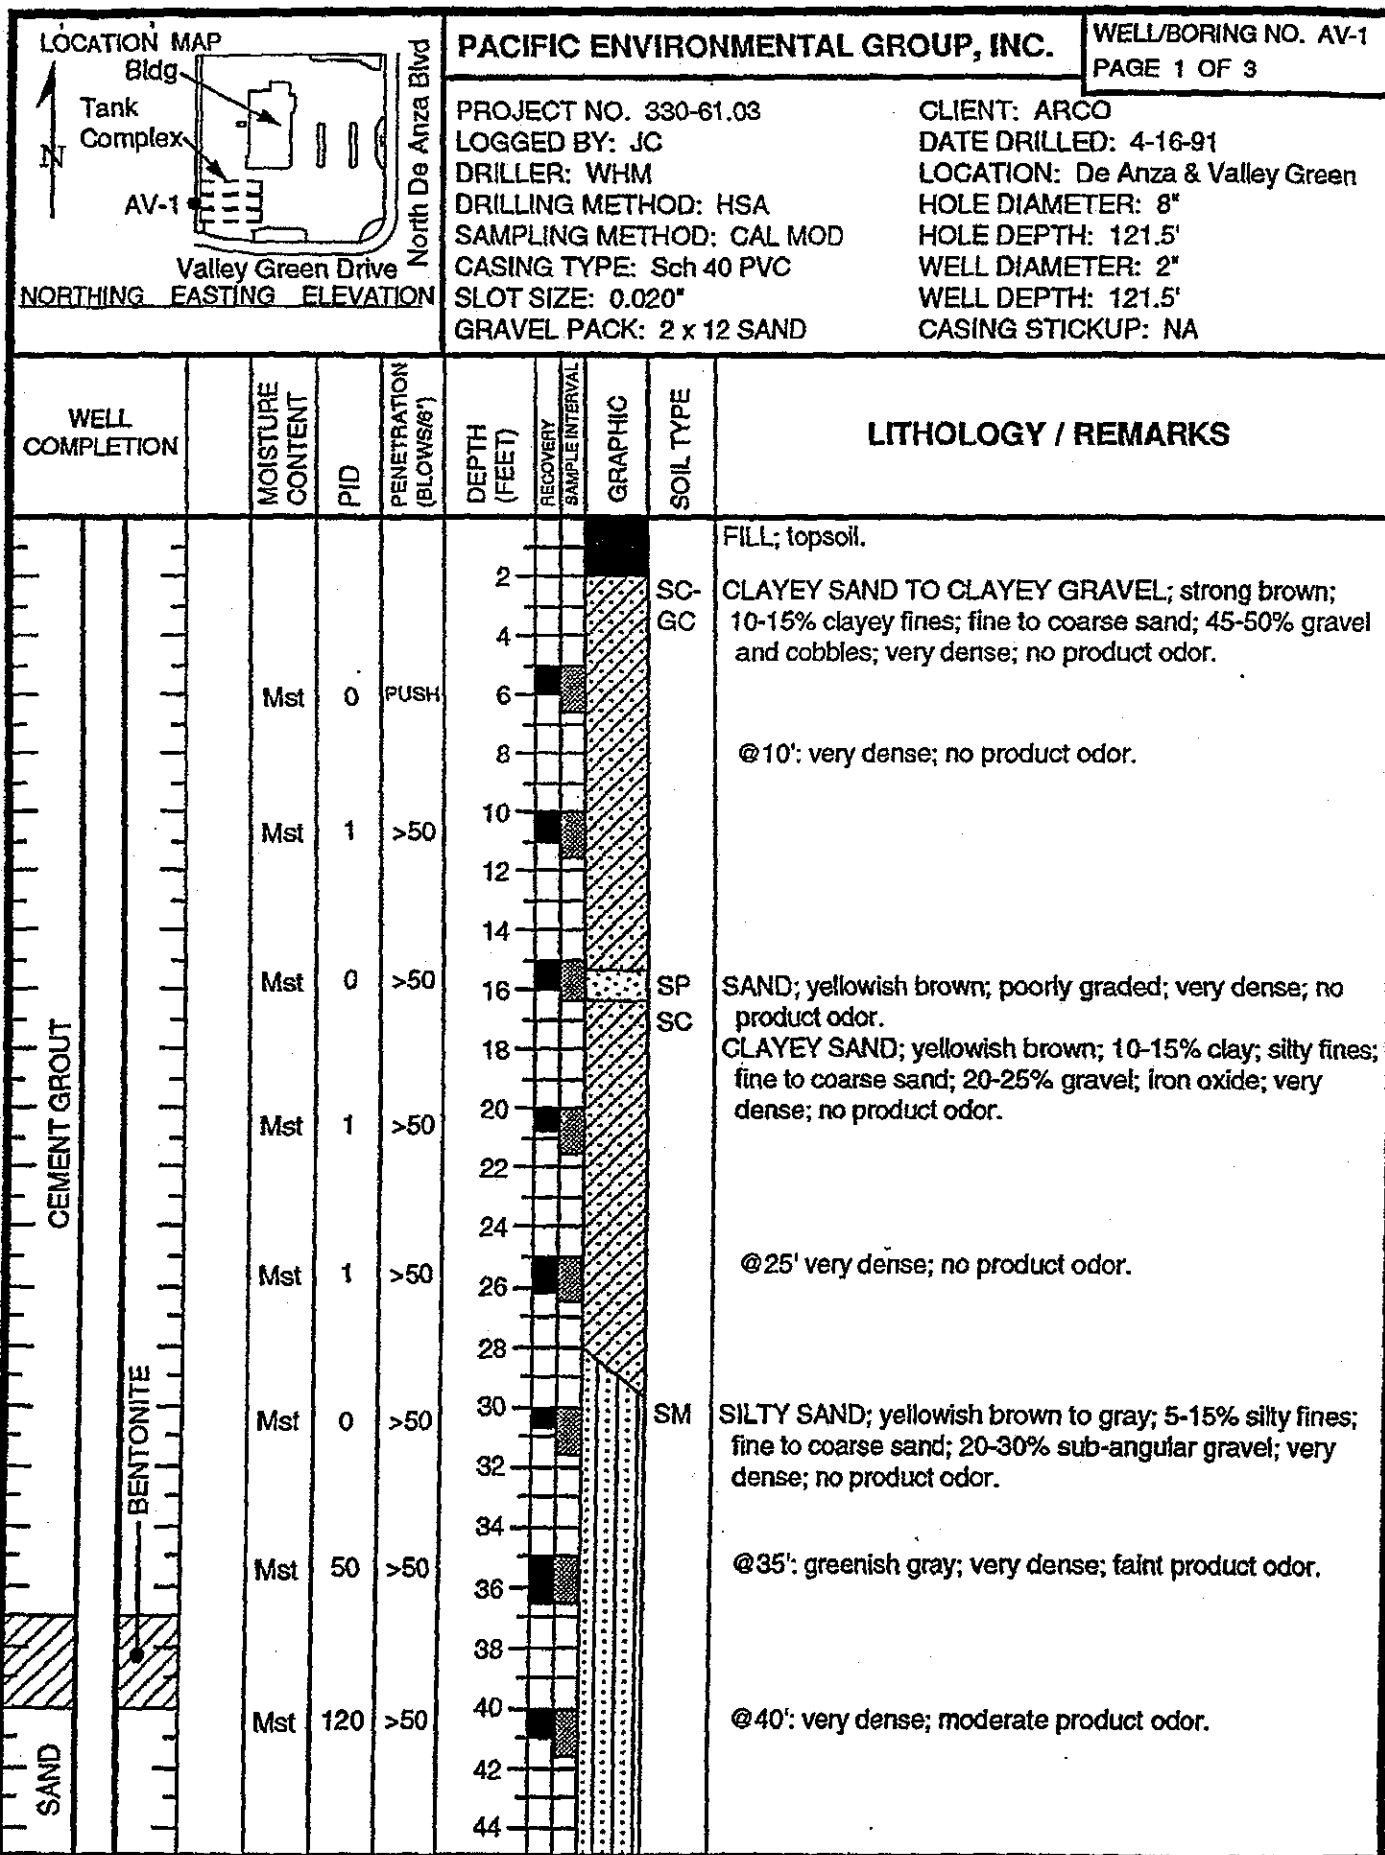 LOCATION MAP
Bldg
Tank
Complex
N
AV-1
North De Anza Blvd
Valley Green Drive
NORTHING EASTING ELEVATION
PACIFIC ENVIRONMENTAL GROUP, INC.
WELL/BORING NO. AV-1
PAGE 1 OF 3
PROJECT NO. 330-61.03
LOGGED BY: JC
DRILLER: WHM
DRILLING METHOD: HSA
SAMPLING METHOD: CAL MOD
CASING TYPE: Sch 40 PVC
SLOT SIZE: 0.020"
GRAVEL PACK: 2 x 12 SAND
CLIENT: ARCO
DATE DRILLED: 4-16-91
LOCATION: De Anza & Valley Green
HOLE DIAMETER: 8"
HOLE DEPTH: 121.5'
WELL DIAMETER: 2"
WELL DEPTH: 121.5'
CASING STICKUP: NA
WELL
COMPLETION
MOISTURE
CONTENT
PID
PENETRATION
(BLOWS/6")
DEPTH
(FEET)
RECOVERY
SAMPLE INTERVAL
GRAPHIC
SOIL TYPE
LITHOLOGY / REMARKS
FILL; topsoil.
2
SC-
GC
CLAYEY SAND TO CLAYEY GRAVEL; strong brown;
10-15% clayey fines; fine to coarse sand; 45-50% gravel
and cobbles; very dense; no product odor.
4
Mst 0 PUSH 6
8
@10': very dense; no product odor.
10
Mst 1 >50
12
14
Mst 0 >50 16
SP
SAND; yellowish brown; poorly graded; very dense; no
product odor.
SC
CLAYEY SAND; yellowish brown; 10-15% clay; silty fines;
fine to coarse sand; 20-25% gravel; iron oxide; very
dense; no product odor.
18
20
Mst 1 >50
22
24
Mst 1 >50 26
@25' very dense; no product odor.
28
30
Mst 0 >50
SM
SILTY SAND; yellowish brown to gray; 5-15% silty fines;
fine to coarse sand; 20-30% sub-angular gravel; very
dense; no product odor.
32
34
Mst 50 >50 36
@35': greenish gray; very dense; faint product odor.
38
40
Mst 120 >50
@40': very dense; moderate product odor.
42
44
CEMENT GROUT
BENTONITE
SAND